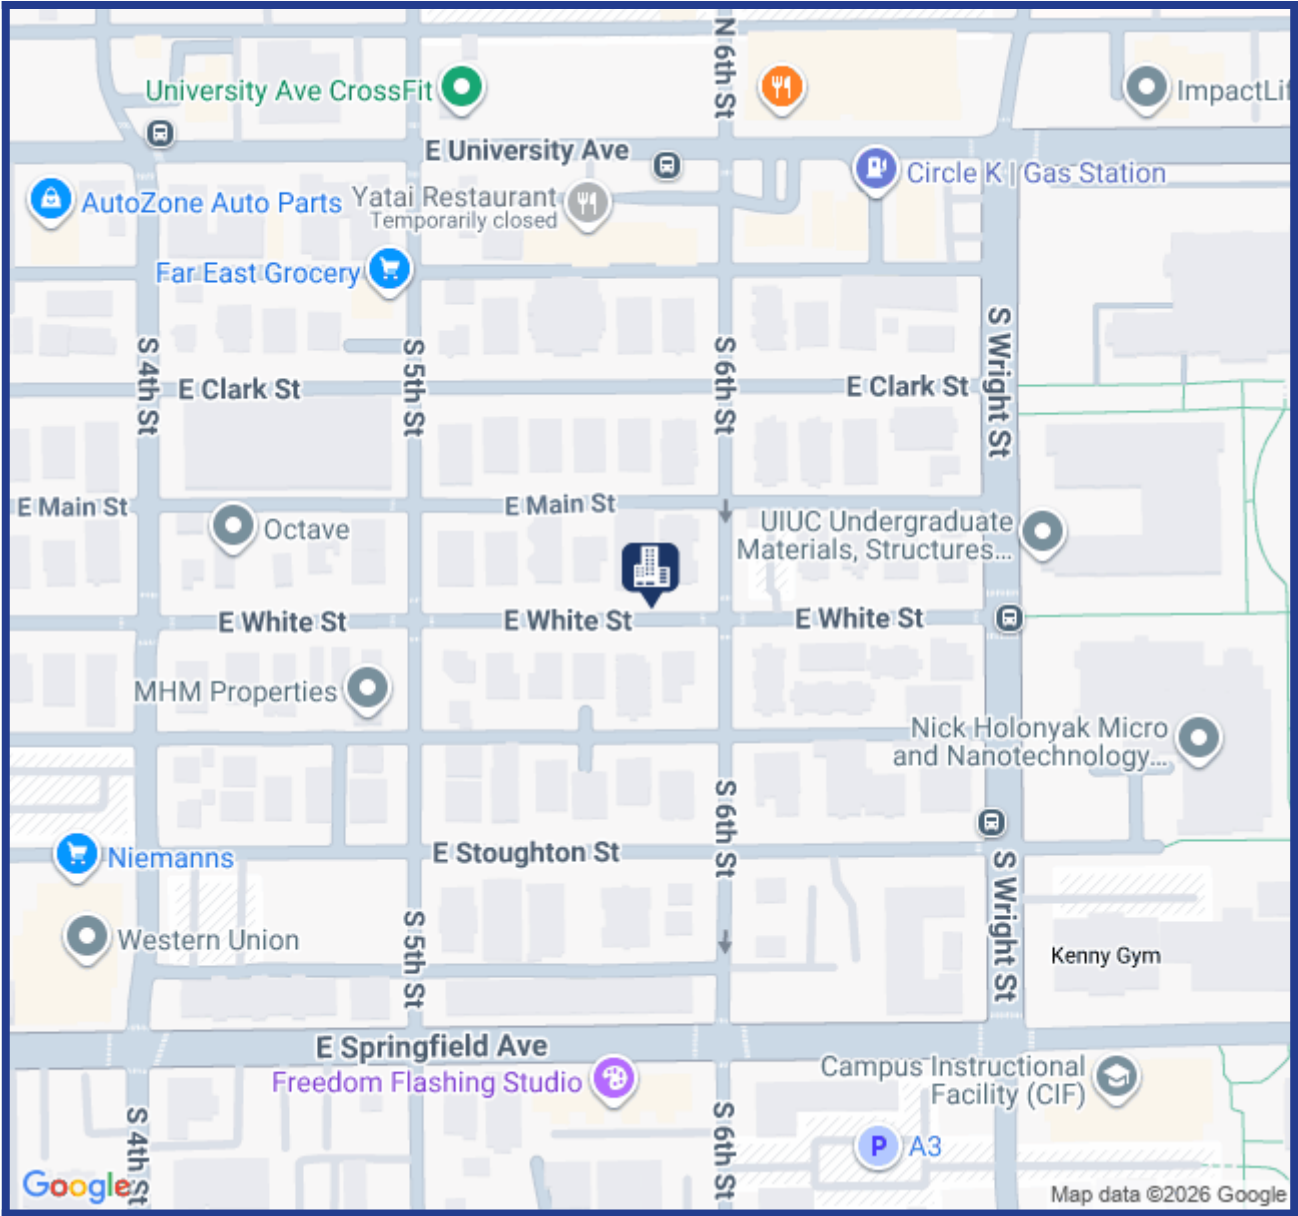 N 6th St
University Ave CrossFit
ImpactLif
E University Ave
Circle K | Gas Station
AutoZone Auto Parts
Yatai Restaurant
Temporarily closed
Far East Grocery
S 4th St
S 5th St
S 6th St
S Wright St
E Clark St
E Clark St
E Main St
E Main St
Octave
UIUC Undergraduate
Materials, Structures...
E White St
E White St
E White St
MHM Properties
Nick Holonyak Micro
and Nanotechnology...
S 6th St
Niemanns
E Stoughton St
S Wright St
Western Union
S 5th St
Kenny Gym
E Springfield Ave
Freedom Flashing Studio
Campus Instructional
Facility (CIF)
S 4th St
S 6th St
P
A3
Google
Map data ©2026 Google